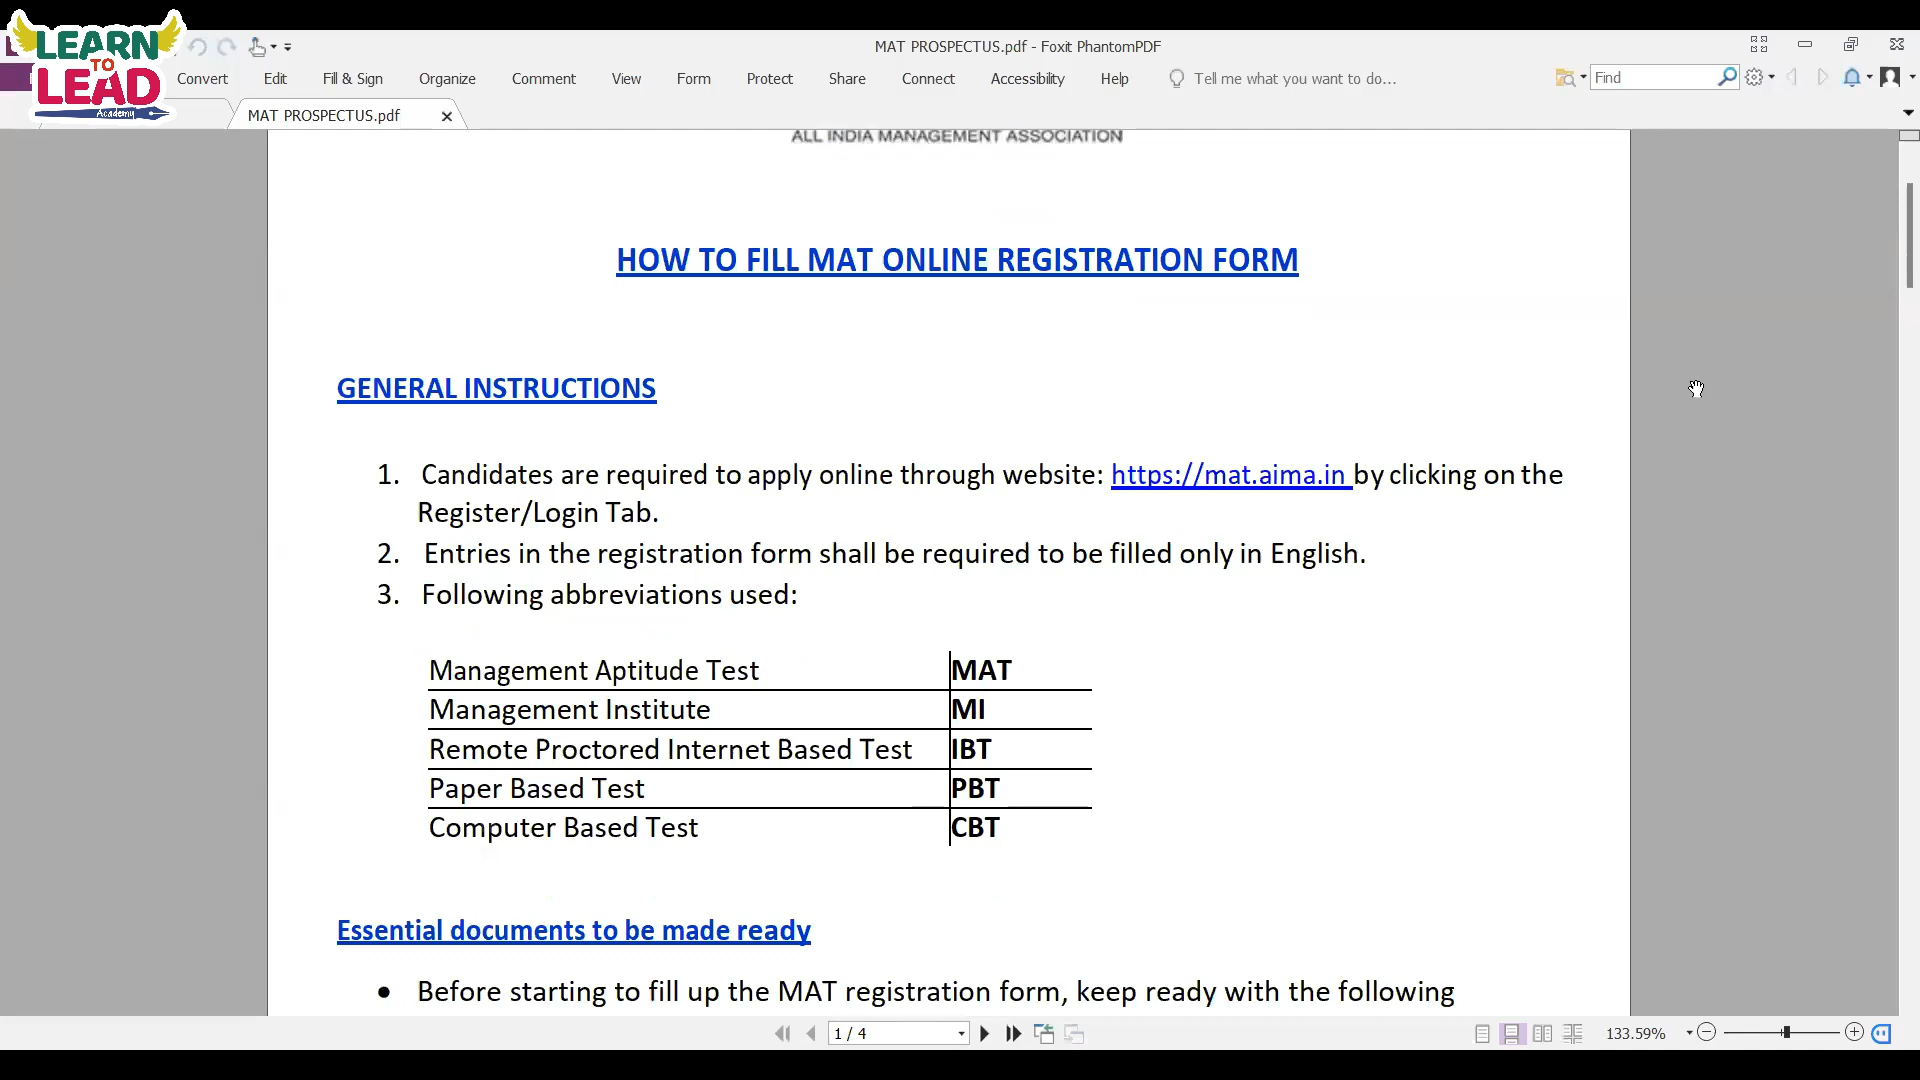 LEARN
TO
LEAD
Academy
MAT PROSPECTUS.pdf - Foxit PhantomPDF
Convert Edit Fill & Sign Organize Comment View Form Protect Share Connect Accessibility Help Tell me what you want to do... Find
MAT PROSPECTUS.pdf
ALL INDIA MANAGEMENT ASSOCIATION
HOW TO FILL MAT ONLINE REGISTRATION FORM
GENERAL INSTRUCTIONS
1. Candidates are required to apply online through website: https://mat.aima.in by clicking on the
Register/Login Tab.
2. Entries in the registration form shall be required to be filled only in English.
3. Following abbreviations used:
Management Aptitude Test MAT
Management Institute MI
Remote Proctored Internet Based Test IBT
Paper Based Test PBT
Computer Based Test CBT
Essential documents to be made ready
• Before starting to fill up the MAT registration form, keep ready with the following
1 / 4
133.59%